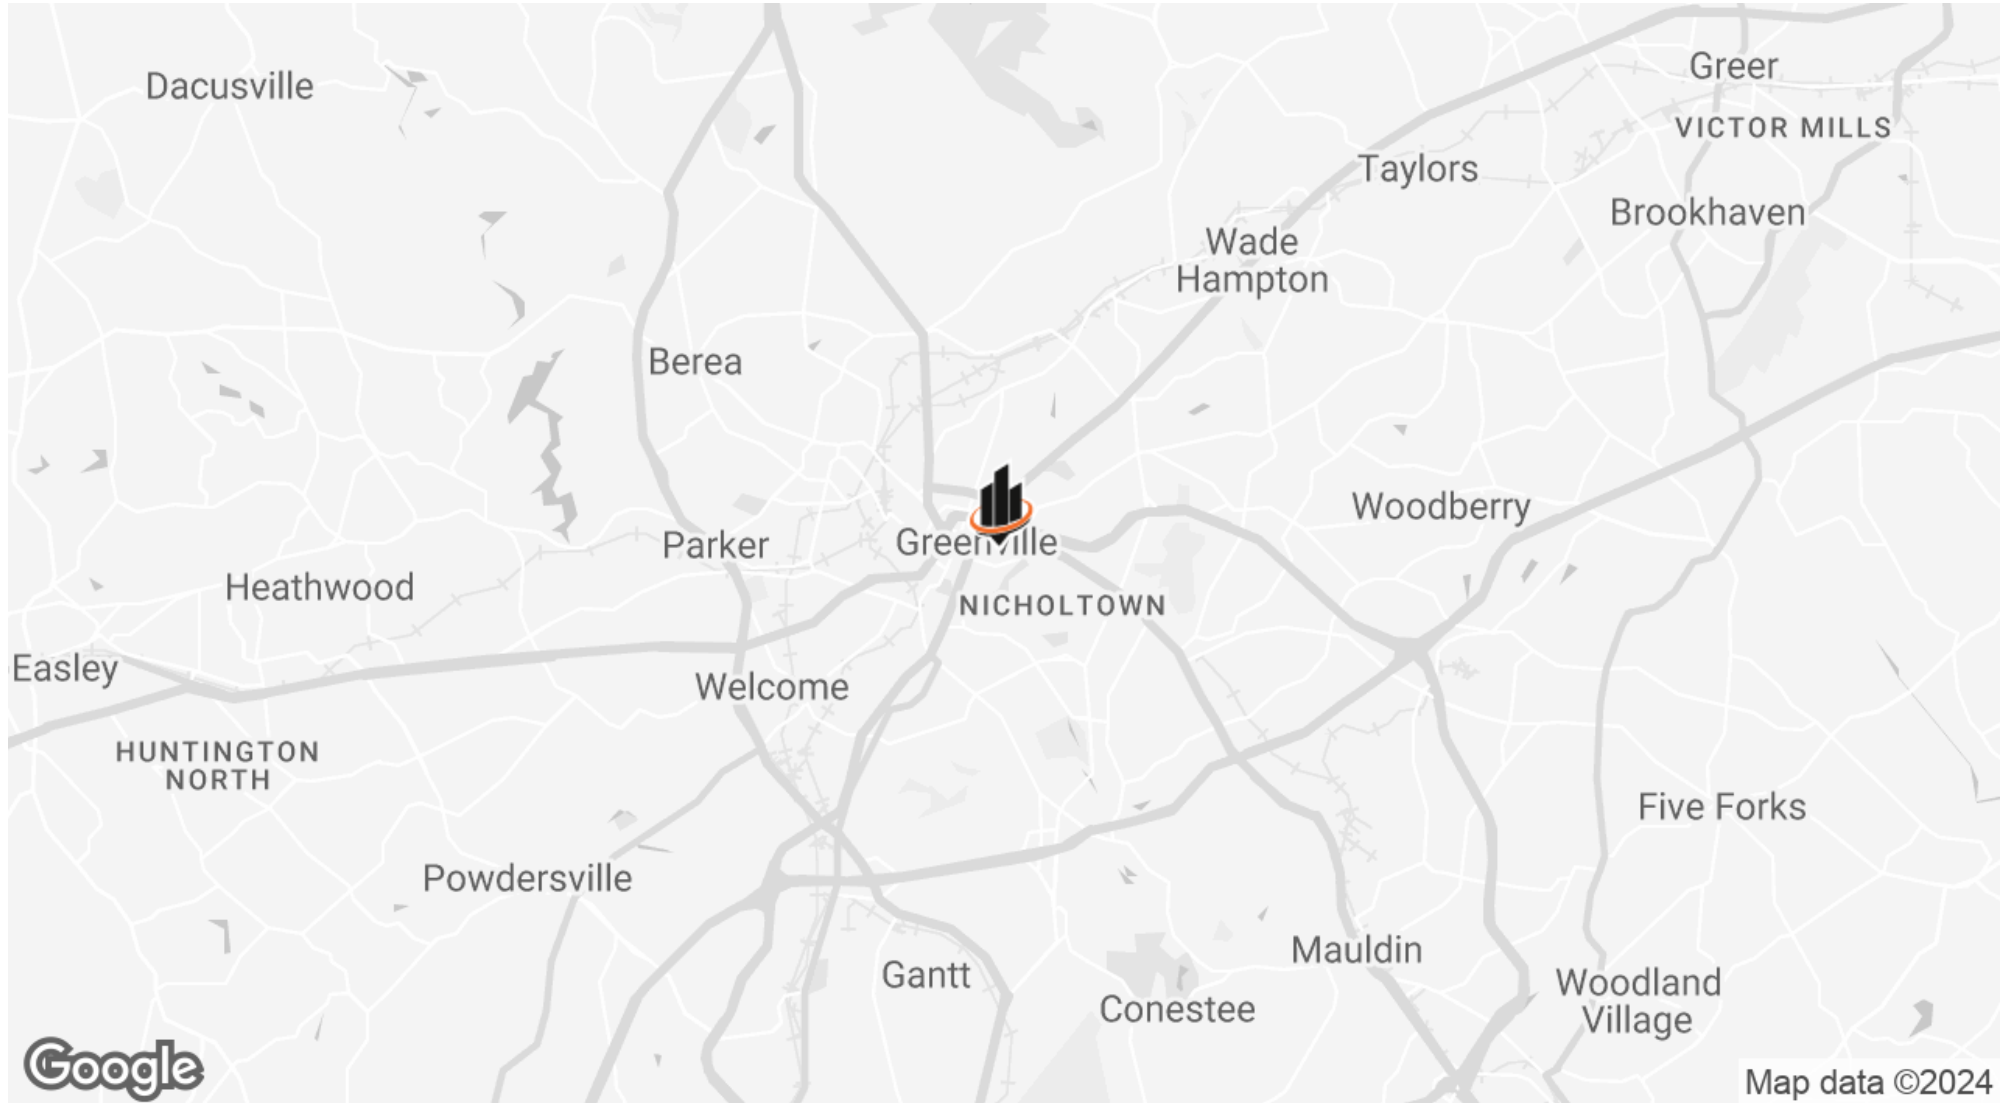 Dacusville
Greer
VICTOR MILLS
Taylors
Brookhaven
Wade
Hampton
Berea
Woodberry
Parker
Greenville
Heathwood
NICHOLTOWN
Easley
Welcome
HUNTINGTON
NORTH
Five Forks
Powdersville
Mauldin
Gantt
Woodland
Village
Conestee
Google
Map data ©2024